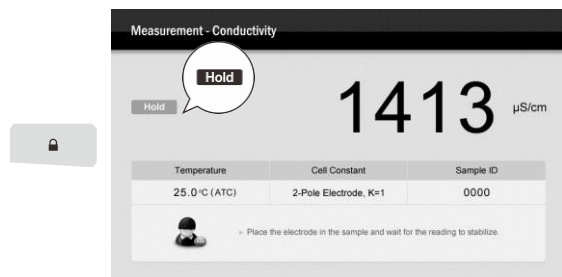 Measurement - Conductivity
Hold
Hold
1413 µS/cm
Temperature Cell Constant Sample ID
25.0 °C (ATC) 2-Pole Electrode, K=1 0000
Place the electrode in the sample and wait for the reading to stabilize.